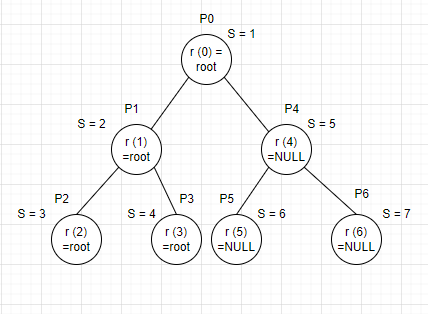 P0
S = 1
r (0) =
root
P1
S = 2
r (1)
=root
P4
S = 5
r (4)
=NULL
P2
S = 3
r (2)
=root
P3
S = 4
r (3)
=root
P5
S = 6
r (5)
=NULL
P6
S = 7
r (6)
=NULL